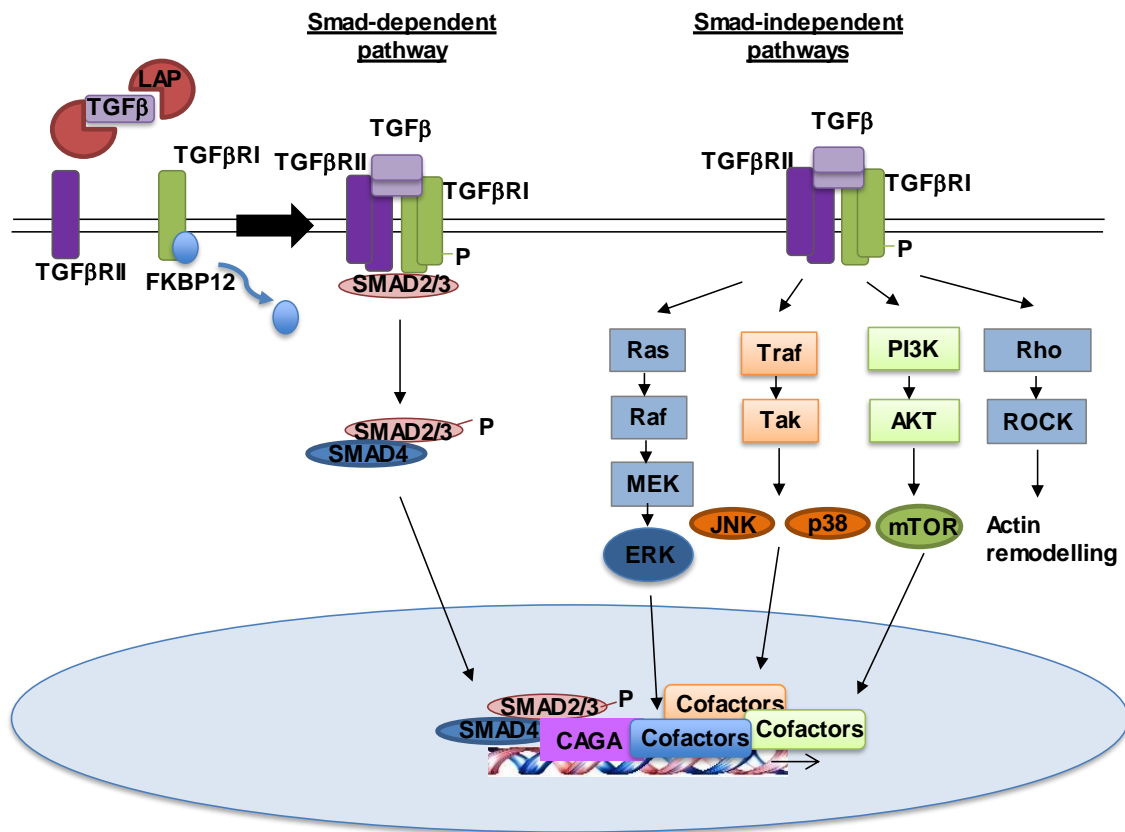 Smad-dependent
pathway
Smad-independent
pathways
LAP
TGFβ
TGFβRI
TGFβRII
FKBP12
TGFβ
TGFβRII
TGFβRI
P
SMAD2/3
SMAD2/3
P
SMAD4
TGFβ
TGFβRII
TGFβRI
P
Ras
Raf
MEK
ERK
Traf
Tak
JNK
p38
PI3K
AKT
mTOR
Rho
ROCK
Actin
remodelling
SMAD2/3
P
SMAD4
CAGA
Cofactors
Cofactors
Cofactors